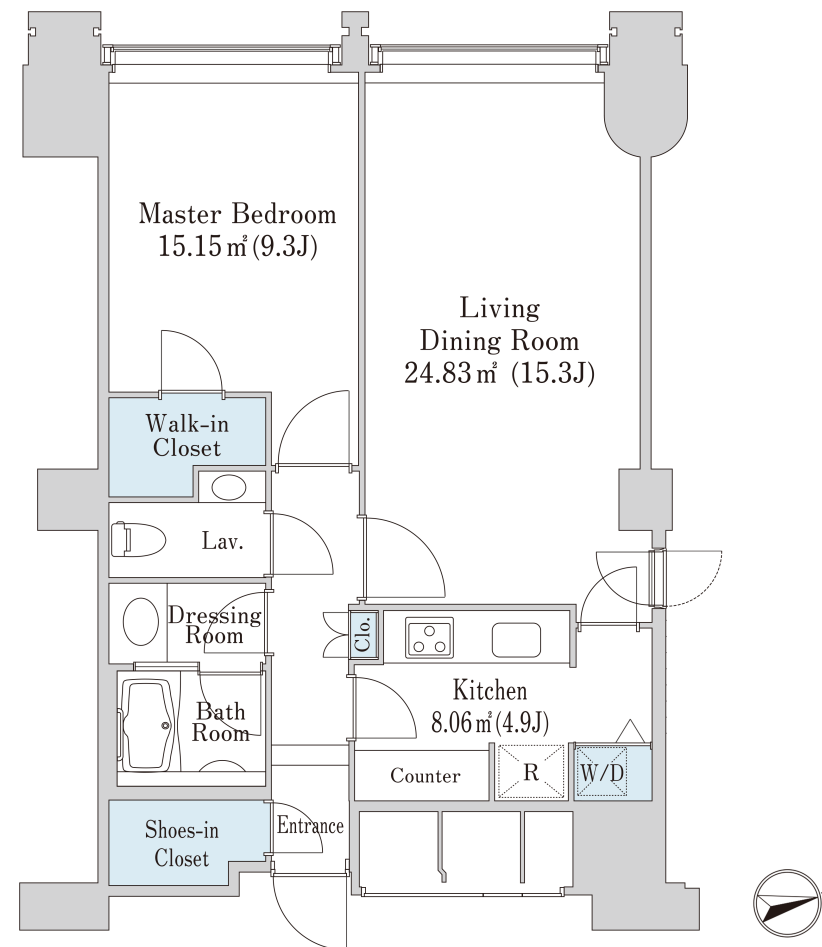 Master Bedroom
15.15㎡(9.3J)
Living
Dining Room
24.83㎡ (15.3J)
Walk-in
Closet
Lav.
Dressing
Room
Clo.
Kitchen
8.06㎡(4.9J)
Bath
Room
Counter
R
W/D
Shoes-in
Closet
Entrance